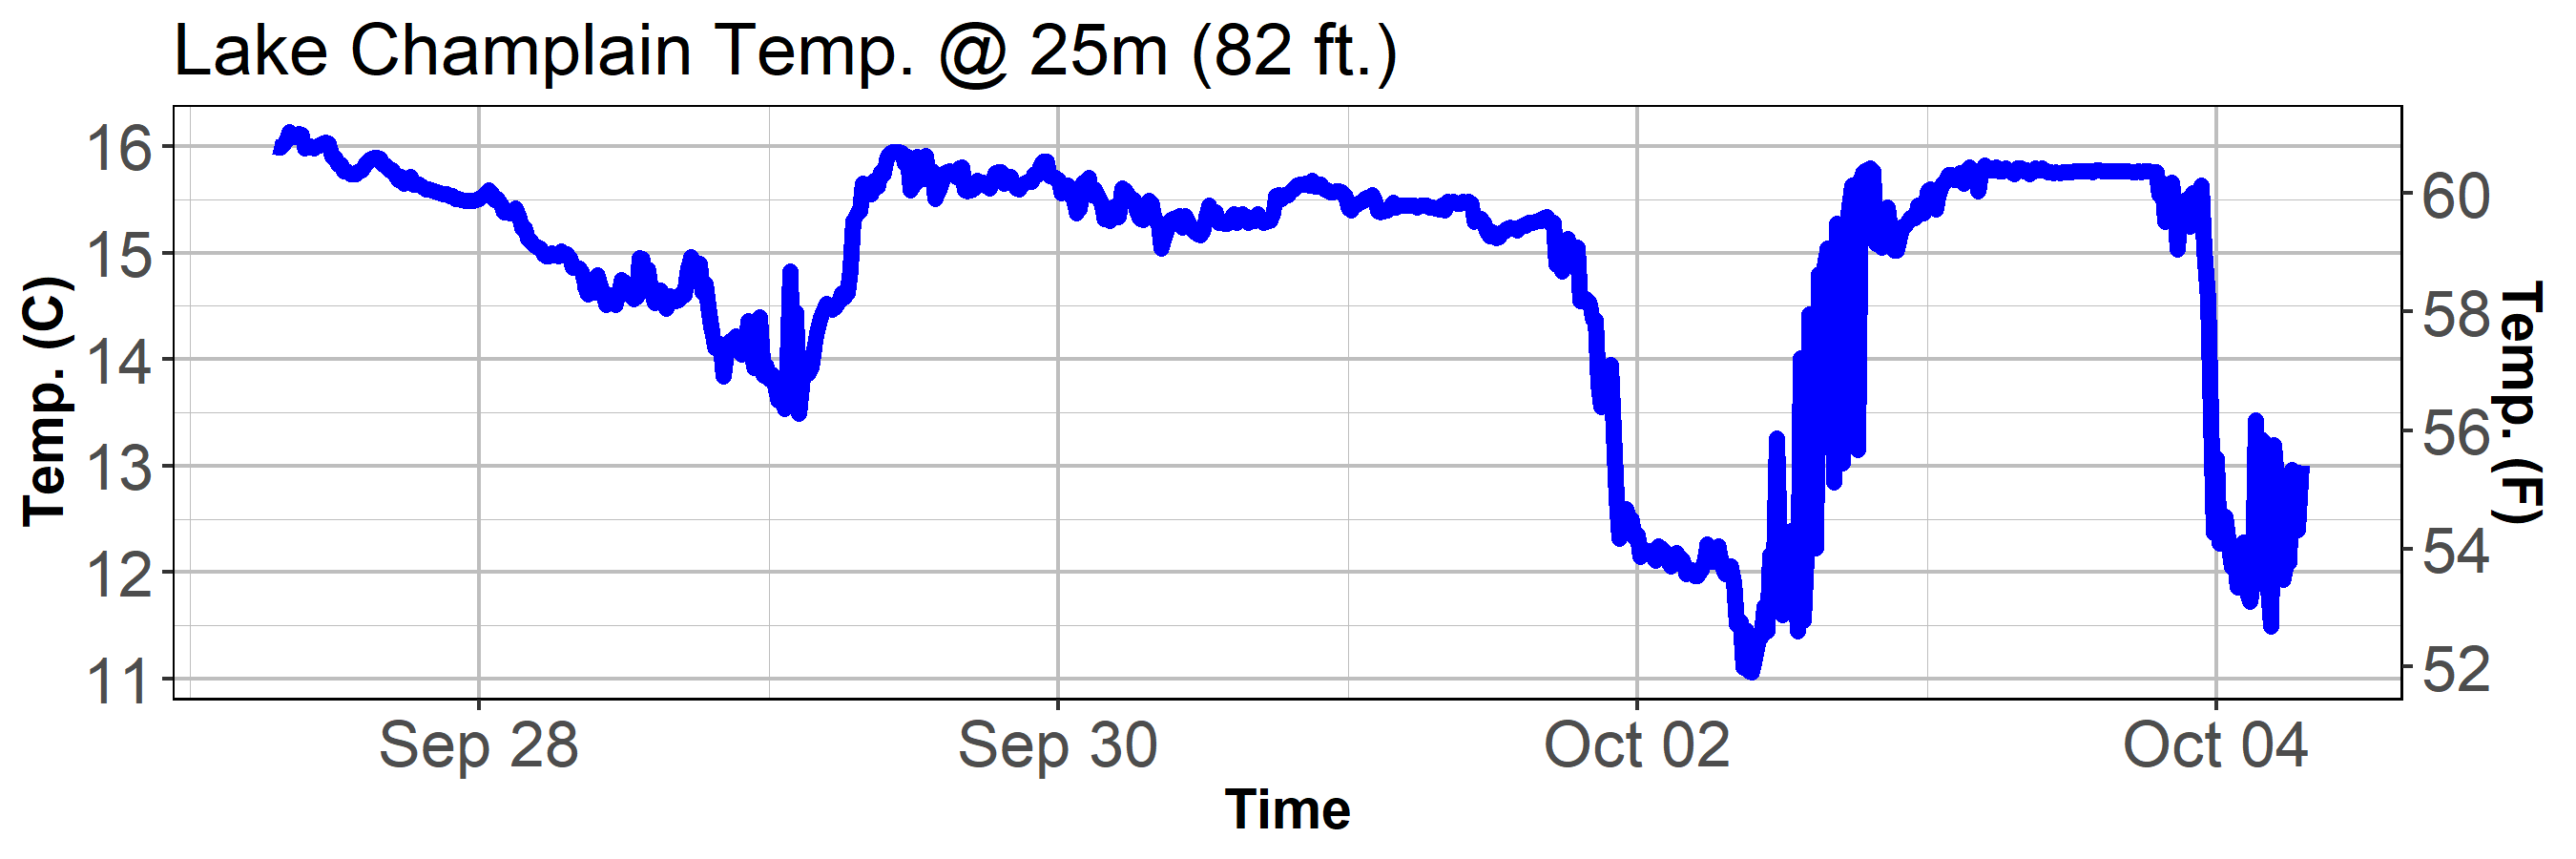 Lake Champlain Temp. @ 25m (82 ft.)
Temp. (C)
16
15
14
13
12
11
60
58
56
54
52
Temp. (F)
Sep 28
Sep 30
Oct 02
Oct 04
Time